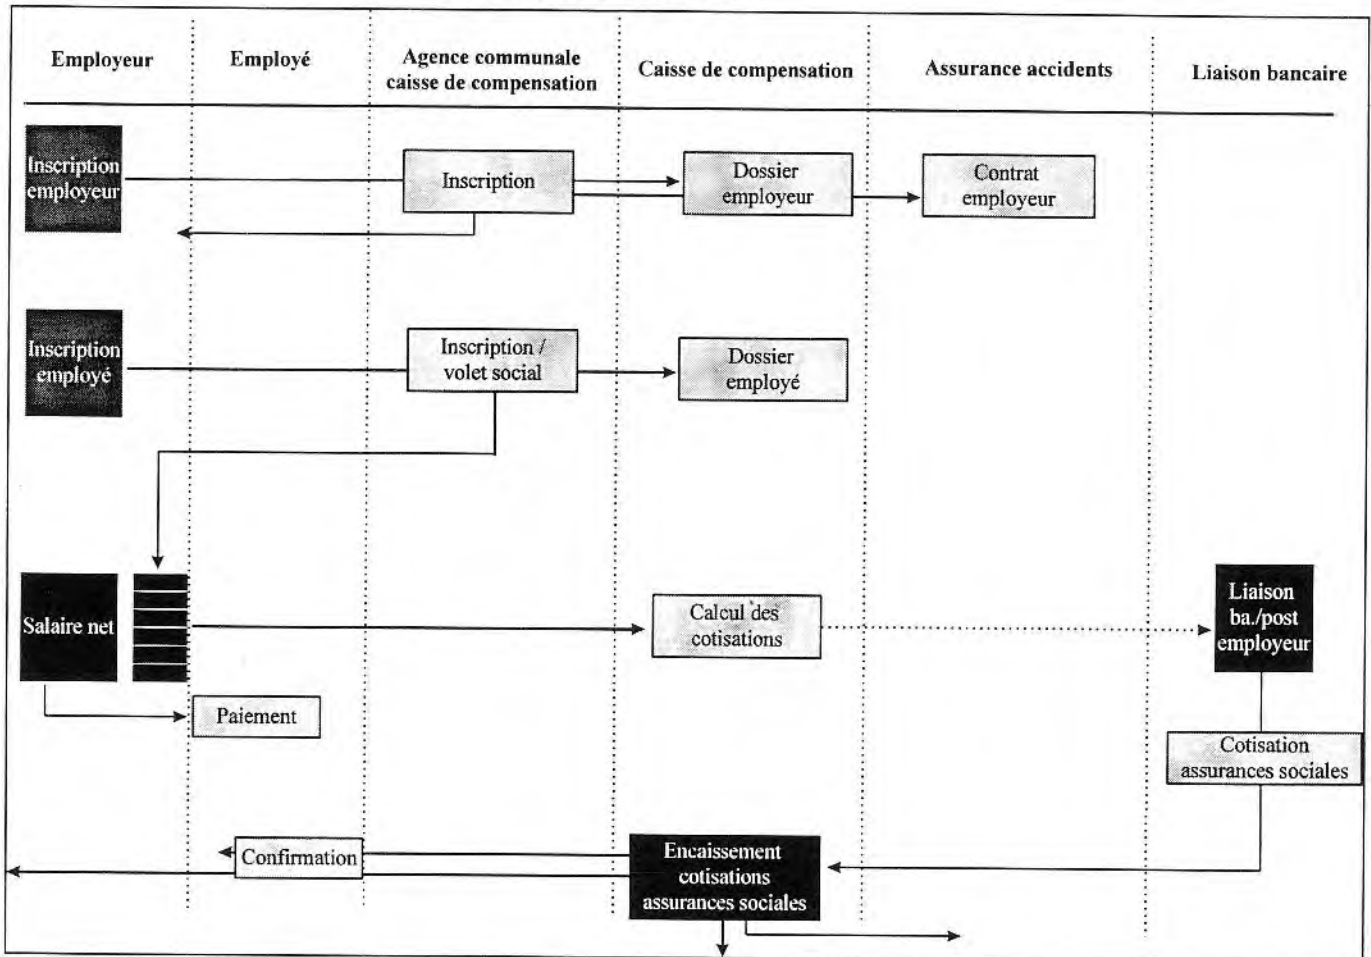 Employeur
Employé
Agence communale
caisse de compensation
Caisse de compensation
Assurance accidents
Liaison bancaire
Inscription
employeur
Inscription
Dossier
employeur
Contrat
employeur
Inscription
employé
Inscription /
volet social
Dossier
employé
Salaire net
Calcul des
cotisations
Liaison
ba./post
employeur
Paiement
Cotisation
assurances sociales
Confirmation
Encaissement
cotisations
assurances sociales